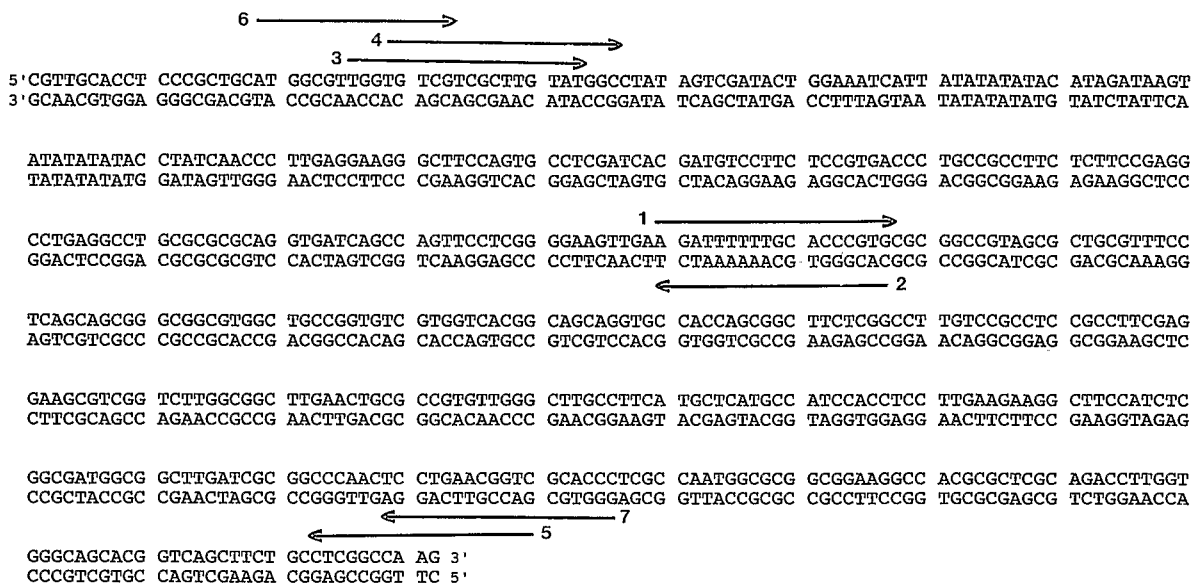 6
4
3
5'CGTTGCACCT CCCGCTGCAT GGCGTTGGTG TCGTCGCTTG TATGGCCTAT AGTCGATACT GGAAATCATT ATATATATAC ATAGATAAGT
3'GCAACGTGGA GGGCGACGTA CCGCAACCAC AGCAGCGAAC ATACCGGATA TCAGCTATGA CCTTTAGTAA TATATATATG TATCTATTCA
ATATATATAC CTATCAACCC TTGAGGAAGG GCTTCCAGTG CCTCGATCAC GATGTCCTTC TCCGTGACCC TGCCGCCTTC TCTTCCGAGG
TATATATATG GATAGTTGGG AACTCCTTCC CGAAGGTCAC GGAGCTAGTG CTACAGGAAG AGGCACTGGG ACGGCGGAAG AGAAGGCTCC
1
CCTGAGGCCT GCGCGCGCAG GTGATCAGCC AGTTCCTCGG GGAAGTTGAA GATTTTTTGC ACCCGTGCGC GGCCGTAGCG CTGCGTTTCC
GGACTCCGGA CGCGCGCGTC CACTAGTCGG TCAAGGAGCC CCTTCAACTT CTAAAAAACG TGGGCACGCG CCGGCATCGC GACGCAAAGG
2
TCAGCAGCGG GCGGCGTGGC TGCCGGTGTC GTGGTCACGG CAGCAGGTGC CACCAGCGGC TTCTCGGCCT TGTCCGCCTC CGCCTTCGAG
AGTCGTCGCC CGCCGCACCG ACGGCCACAG CACCAGTGCC GTCGTCCACG GTGGTCGCCG AAGAGCCGGA ACAGGCGGAG GCGGAAGCTC
GAAGCGTCGG TCTTGGCGGC TTGAACTGCG CCGTGTTGGG CTTGCCTTCA TGCTCATGCC ATCCACCTCC TTGAAGAAGG CTTCCATCTC
CTTCGCAGCC AGAACCGCCG AACTTGACGC GGCACAACCC GAACGGAAGT ACGAGTACGG TAGGTGGAGG AACTTCTTCC GAAGGTAGAG
GGCGATGGCG GCTTGATCGC GGCCCAACTC CTGAACGGTC GCACCCTCGC CAATGGCGCG GCGGAAGGCC ACGCGCTCGC AGACCTTGGT
CCGCTACCGC CGAACTAGCG CCGGGTTGAG GACTTGCCAG CGTGGGAGCG GTTACCGCGC CGCCTTCCGG TGCGCGAGCG TCTGGAACCA
7
5
GGGCAGCACG GTCAGCTTCT GCCTCGGCCA AG 3'
CCCGTCGTGC CAGTCGAAGA CGGAGCCGGT TC 5'